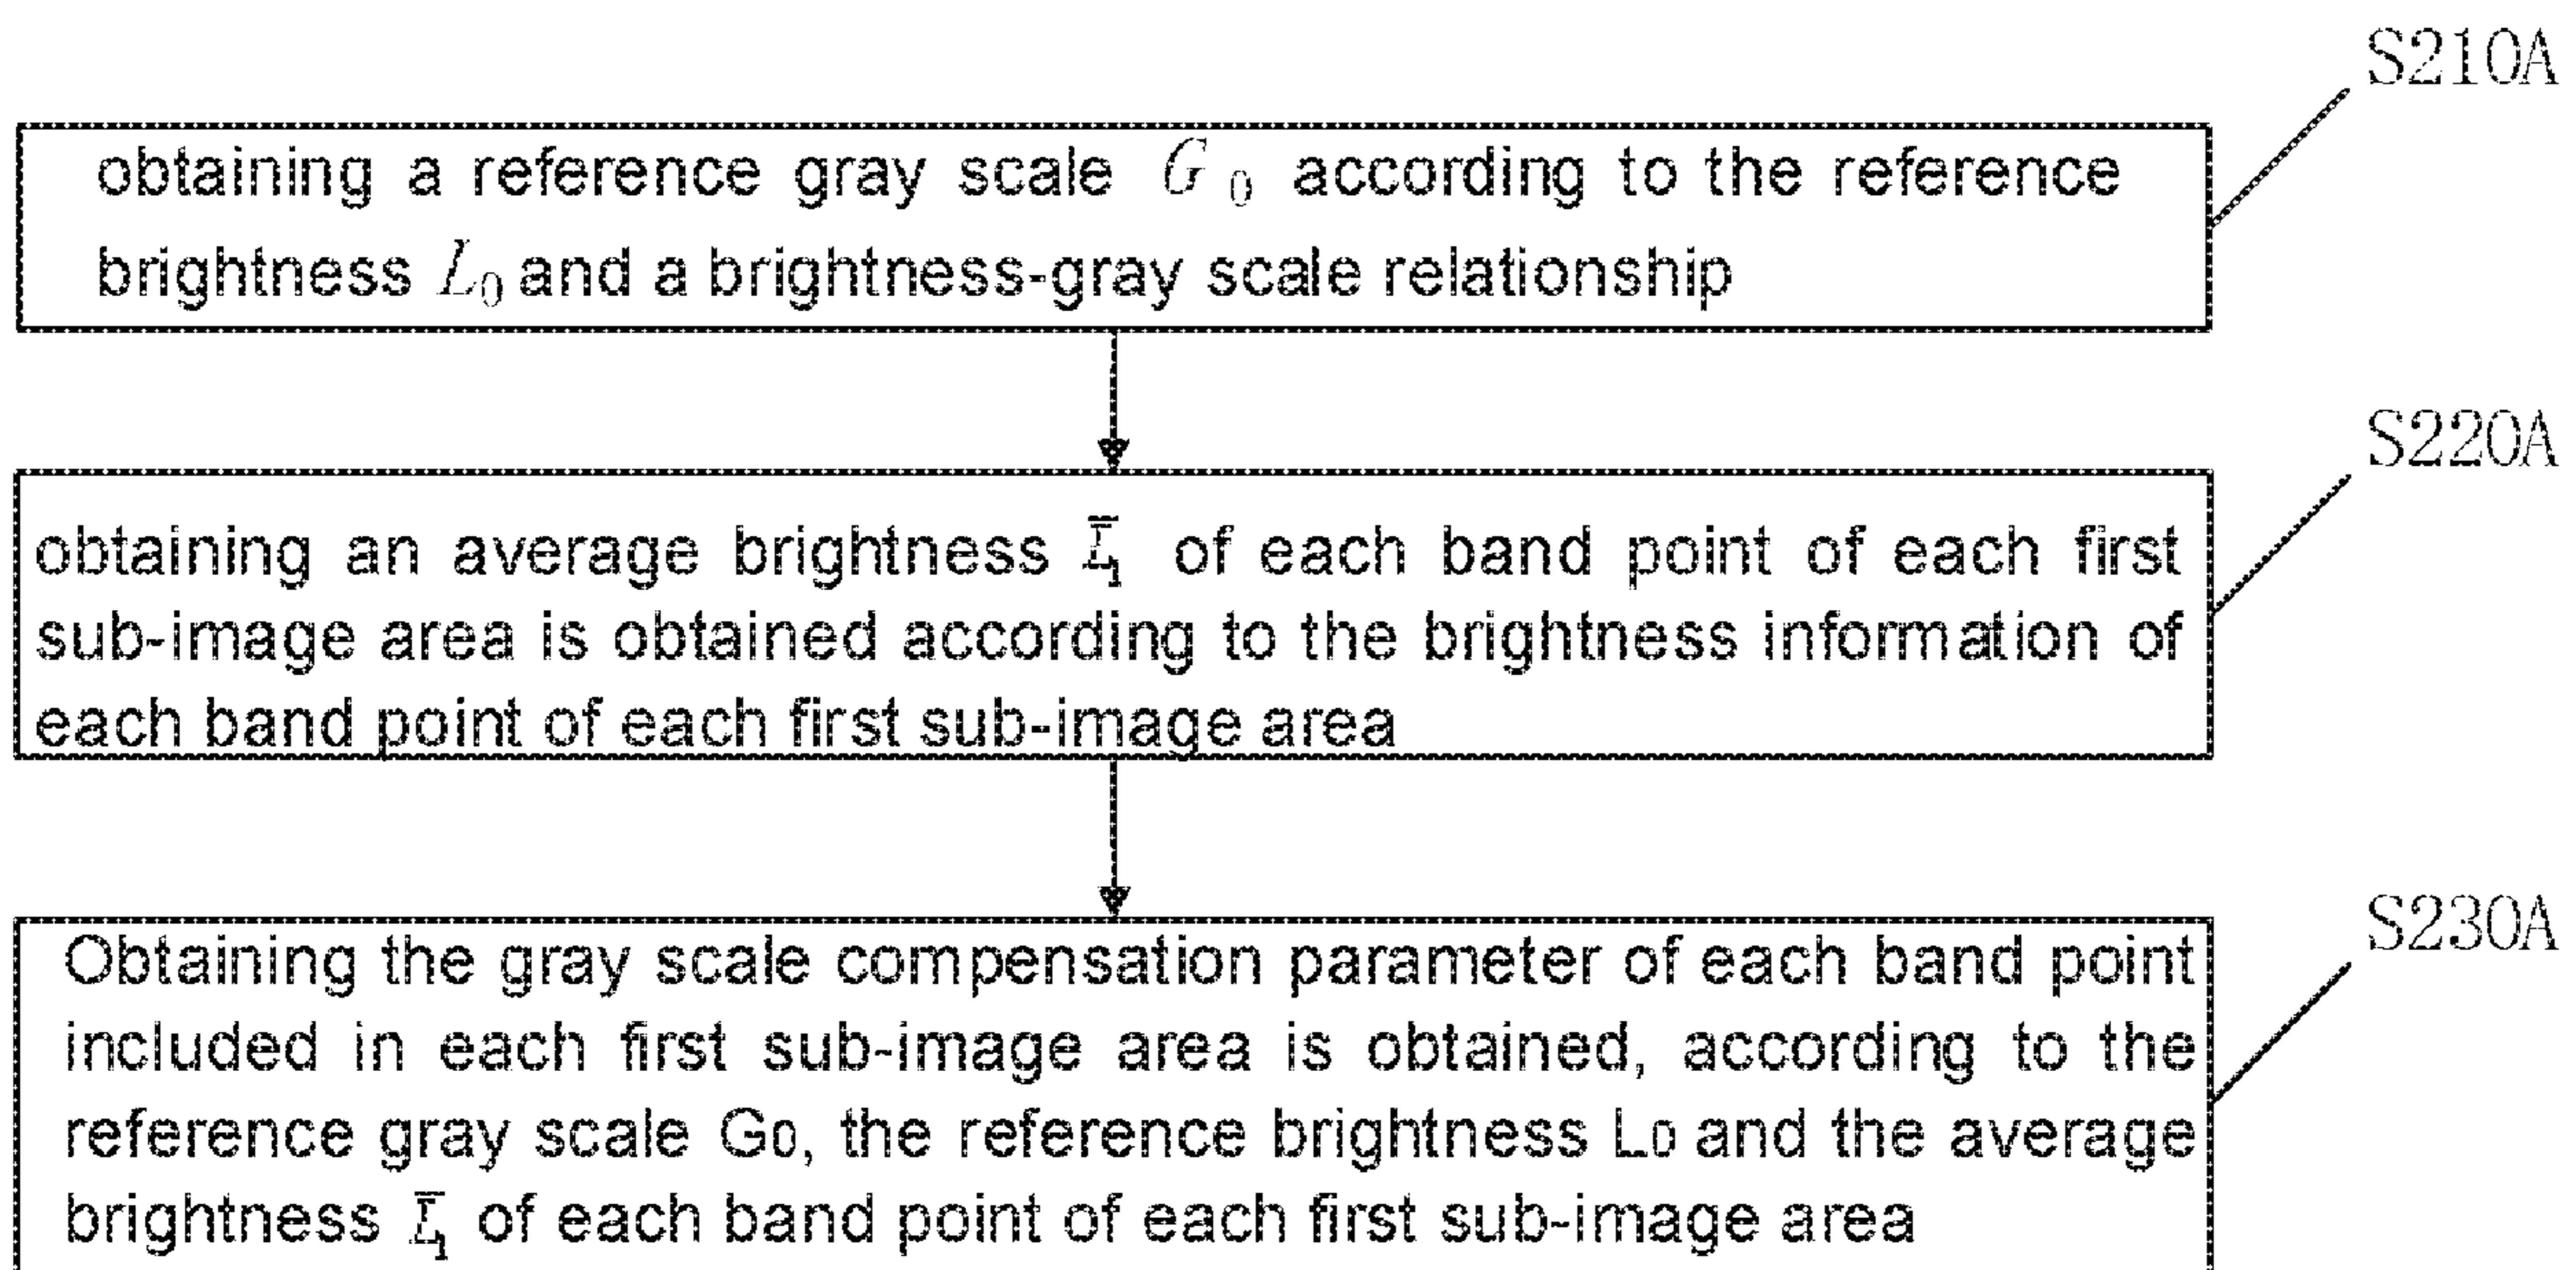 S210A
obtaining a reference gray scale G₀ according to the reference
brightness L₀ and a brightness-gray scale relationship
S220A
obtaining an average brightness L̄₁ of each band point of each first
sub-image area is obtained according to the brightness information of
each band point of each first sub-image area
S230A
Obtaining the gray scale compensation parameter of each band point
included in each first sub-image area is obtained, according to the
reference gray scale G0, the reference brightness L0 and the average
brightness L̄₁ of each band point of each first sub-image area